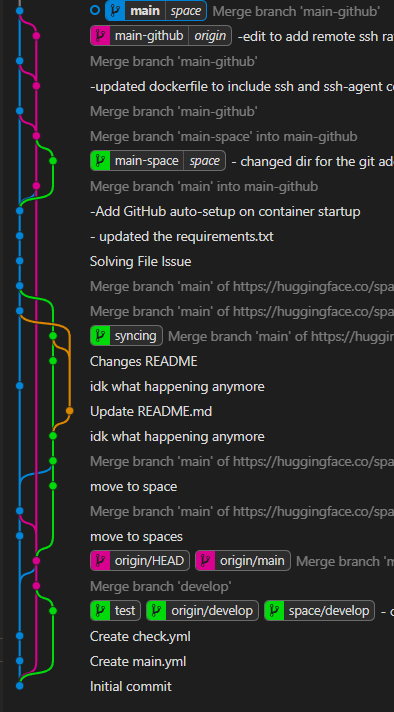 main space Merge branch 'main-github'
main-github origin -edit to add remote ssh ra
Merge branch 'main-github'
-updated dockerfile to include ssh and ssh-agent c
Merge branch 'main-github'
Merge branch 'main-space' into main-github
main-space space - changed dir for the git ad
Merge branch 'main' into main-github
-Add GitHub auto-setup on container startup
- updated the requirements.txt
Solving File Issue
Merge branch 'main' of https://huggingface.co/spa
Merge branch 'main' of https://huggingface.co/spa
syncing Merge branch 'main' of https://huggin
Changes README
idk what happening anymore
Update README.md
idk what happening anymore
Merge branch 'main' of https://huggingface.co/spa
move to space
Merge branch 'main' of https://huggingface.co/spa
move to spaces
origin/HEAD origin/main Merge branch 'm
Merge branch 'develop'
test origin/develop space/develop -
Create check.yml
Create main.yml
Initial commit